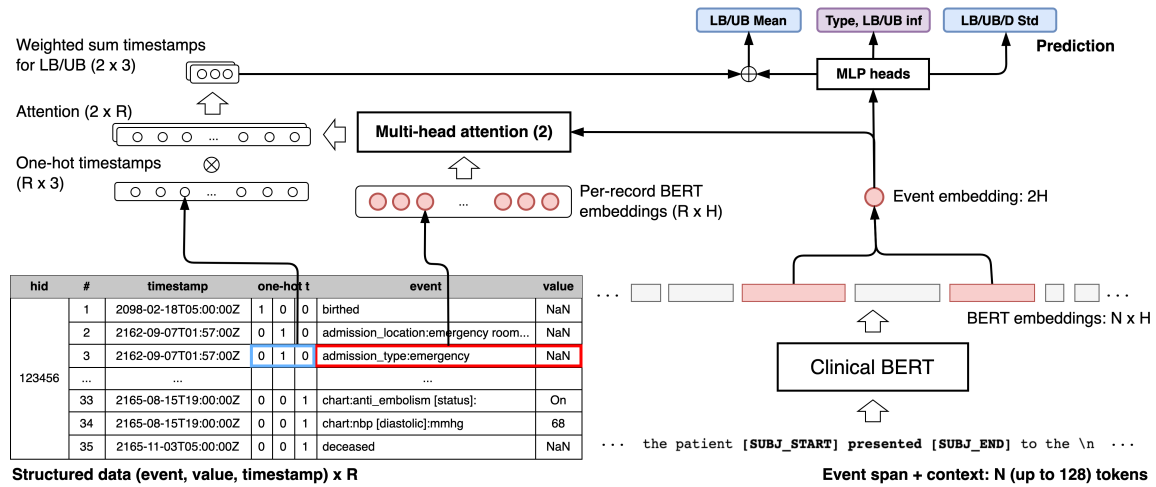 LB/UB Mean
Type, LB/UB inf
LB/UB/D Std
Prediction
Weighted sum timestamps
for LB/UB (2 x 3)
MLP heads
Attention (2 x R)
...
Multi-head attention (2)
One-hot timestamps
(R x 3)
...
...
Per-record BERT
embeddings (R x H)
Event embedding: 2H
hid # timestamp one-hot t event value
1 2098-02-18T05:00:00Z 1 0 0 birthed NaN
2 2162-09-07T01:57:00Z 0 1 0 admission_location:emergency room... NaN
3 2162-09-07T01:57:00Z 0 1 0 admission_type:emergency NaN
123456 ... ... ...
33 2165-08-15T19:00:00Z 0 0 1 chart:anti_embolism [status]: On
34 2165-08-15T19:00:00Z 0 0 1 chart:nbp [diastolic]:mmhg 68
35 2165-11-03T05:00:00Z 0 0 1 deceased NaN
Structured data (event, value, timestamp) x R
... ...
BERT embeddings: N x H
Clinical BERT
... the patient [SUBJ_START] presented [SUBJ_END] to the \n ...
Event span + context: N (up to 128) tokens